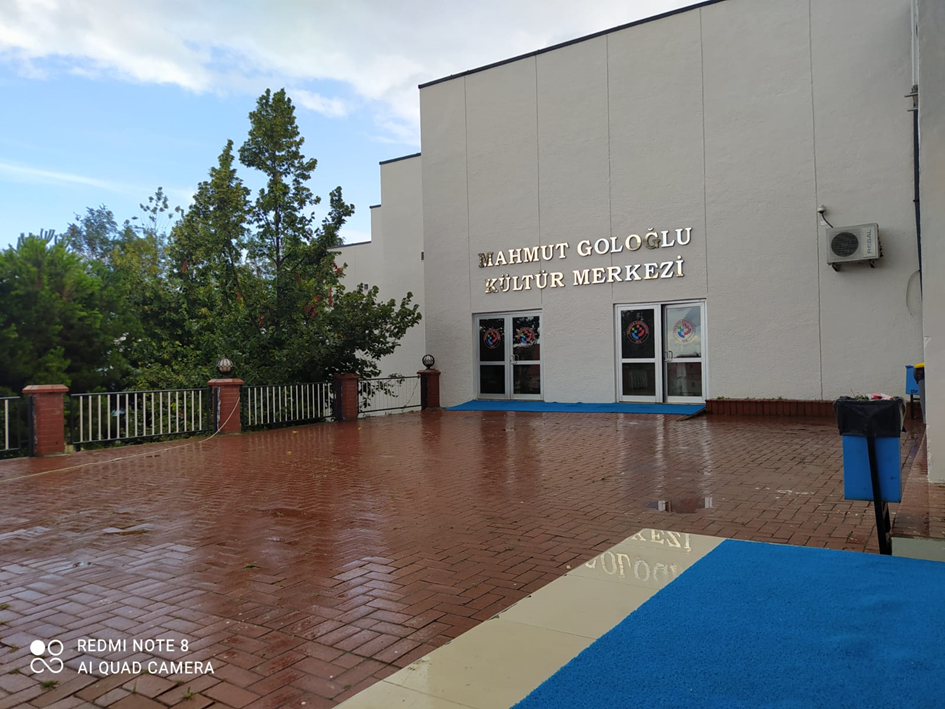 MAHMUT GOLOĞLU
KÜLTÜR MERKEZİ
REDMI NOTE 8
AI QUAD CAMERA